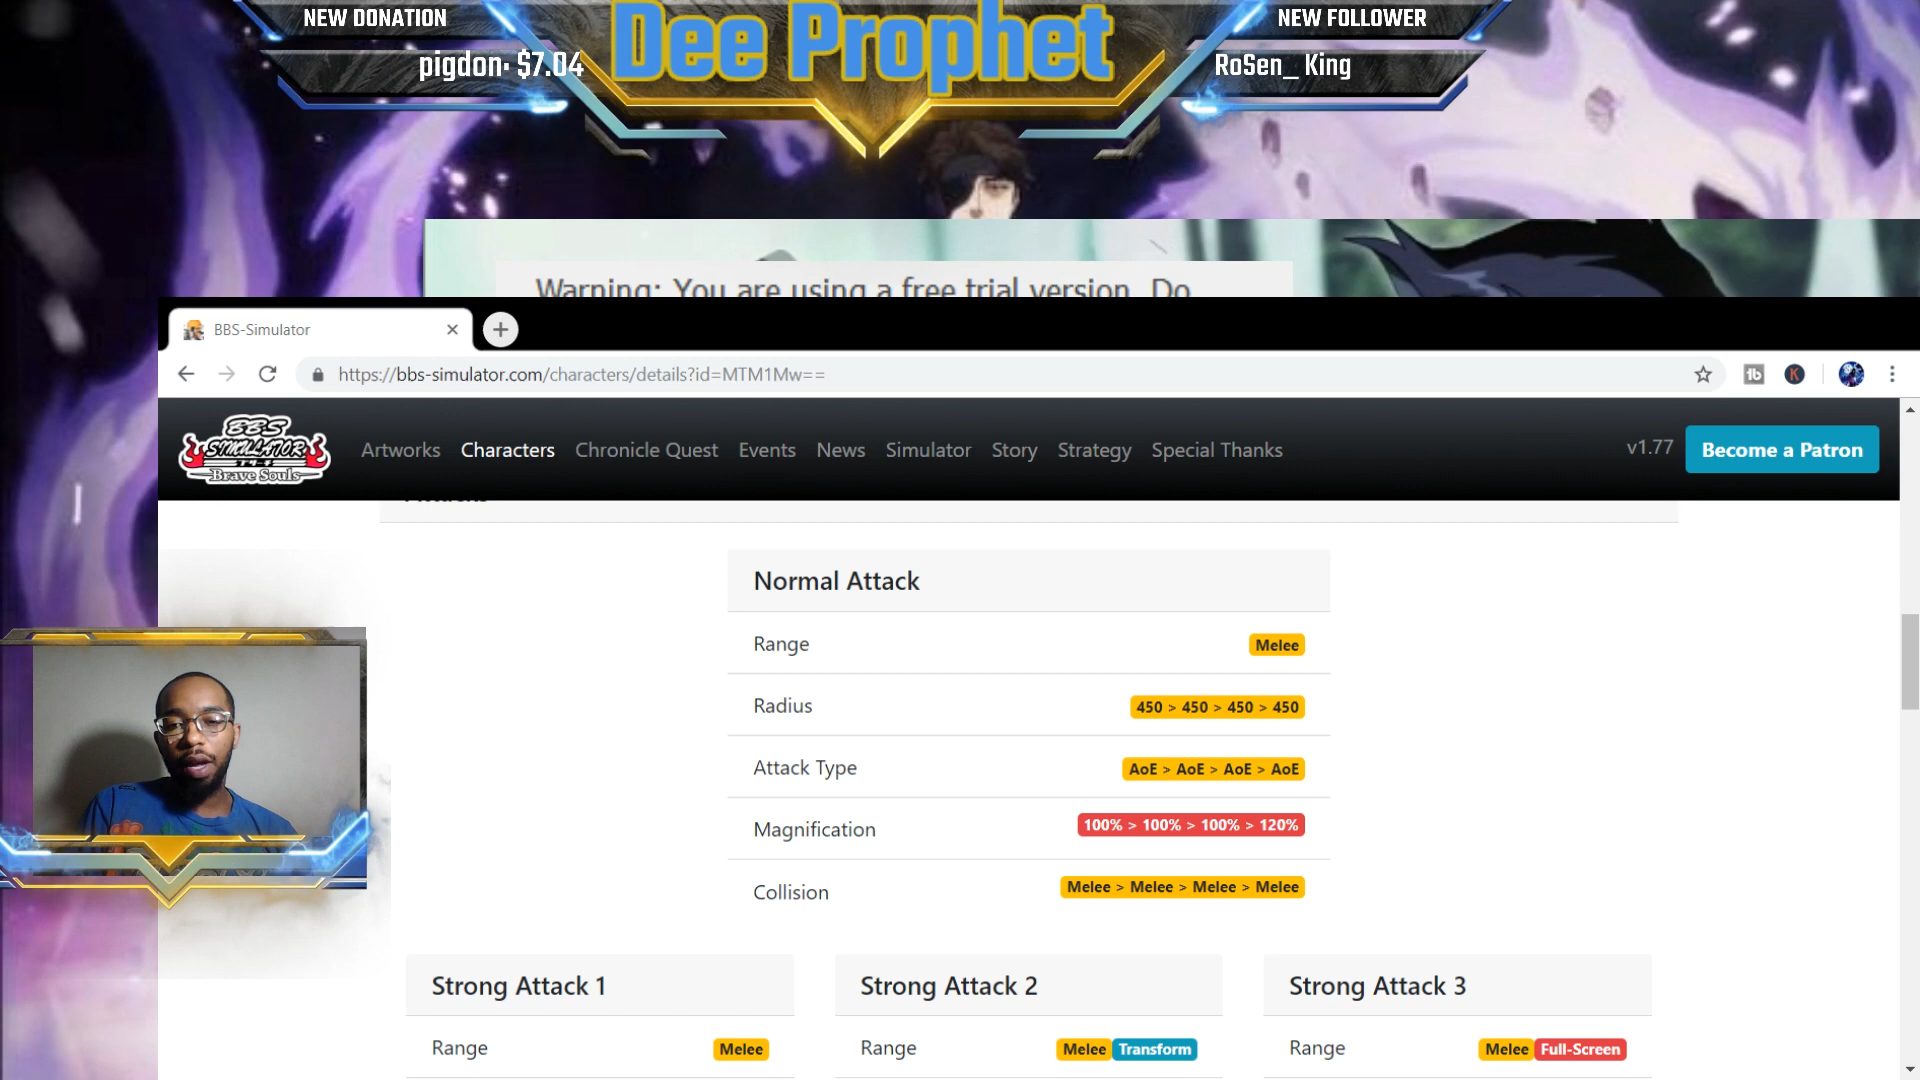 NEW DONATION
pigdon: $7.04
Dee Prophet
NEW FOLLOWER
RoSen_ King
Warning: You are using a free trial version. Do
BBS-Simulator
https://bbs-simulator.com/characters/details?id=MTM1Mw==
BBS
SIMULATOR
Brave Souls
Artworks Characters Chronicle Quest Events News Simulator Story Strategy Special Thanks
v1.77
Become a Patron
Normal Attack
Range Melee
Radius 450 > 450 > 450 > 450
Attack Type AoE > AoE > AoE > AoE
Magnification 100% > 100% > 100% > 120%
Collision Melee > Melee > Melee > Melee
Strong Attack 1
Range Melee
Strong Attack 2
Range Melee Transform
Strong Attack 3
Range Melee Full-Screen